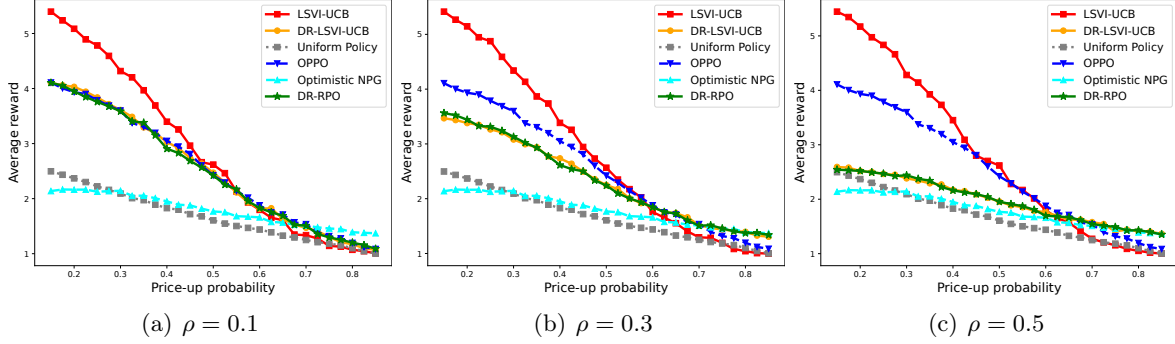 LSVI-UCB
DR-LSVI-UCB
Uniform Policy
OPPO
Optimistic NPG
DR-RPO
Average reward
5
4
3
2
1
0.2 0.3 0.4 0.5 0.6 0.7 0.8
Price-up probability
(a) ρ = 0.1
LSVI-UCB
DR-LSVI-UCB
Uniform Policy
OPPO
Optimistic NPG
DR-RPO
Average reward
5
4
3
2
1
0.2 0.3 0.4 0.5 0.6 0.7 0.8
Price-up probability
(b) ρ = 0.3
LSVI-UCB
DR-LSVI-UCB
Uniform Policy
OPPO
Optimistic NPG
DR-RPO
Average reward
5
4
3
2
1
0.2 0.3 0.4 0.5 0.6 0.7 0.8
Price-up probability
(c) ρ = 0.5